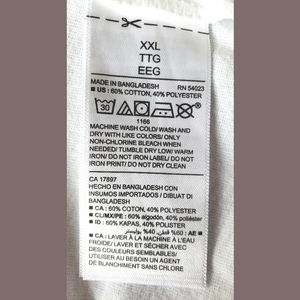 XXL
TTG
EEG
MADE IN BANGLADESH RN 54023
■ US : 60% COTTON, 40% POLYESTER
30
1166
MACHINE WASH COLD/ WASH AND
DRY WITH LIKE COLORS/ ONLY
NON-CHLORINE BLEACH WHEN
NEEDED/ TUMBLE DRY LOW/ WARM
IRON/ DO NOT IRON LABEL/ DO NOT
IRON PRINT/ DO NOT DRY CLEAN
CA 17897
HECHO EN BANGLADESH CON
INSUMOS IMPORTADOS / DIBUAT DI
BANGLADESH
■ CA : 60% COTON, 40% POLYESTER
■ CL/MX/PE : 60% algodón, 40% poliéster
■ ID : 60% KAPAS, 40% POLIESTER
■ AE : 60% قطن, 40% بوليستر
■ CA : LAVER À LA MACHINE À L'EAU
FROIDE/ LAVER ET SÉCHER AVEC
DES COULEURS SEMBLABLES/
UTILISER AU BESOIN UN AGENT
DE BLANCHIMENT SANS CHLORE